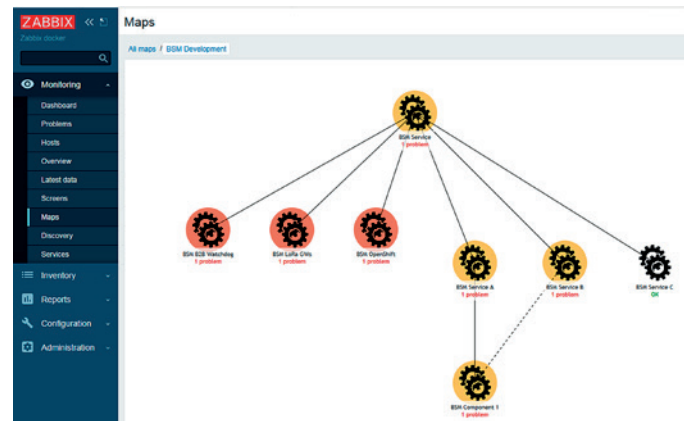 ZABBIX
Zabbix docker
Monitoring
Dashboard
Problems
Hosts
Overview
Latest data
Screens
Maps
Discovery
Services
Inventory
Reports
Configuration
Administration
Maps
All maps / BSM Development
BSM Service
1 problem
BSM B2B Watchdog
1 problem
BSM LoRa GWs
1 problem
BSM OpenShift
1 problem
BSM Service A
1 problem
BSM Service B
1 problem
BSM Service C
OK
BSM Component 1
1 problem